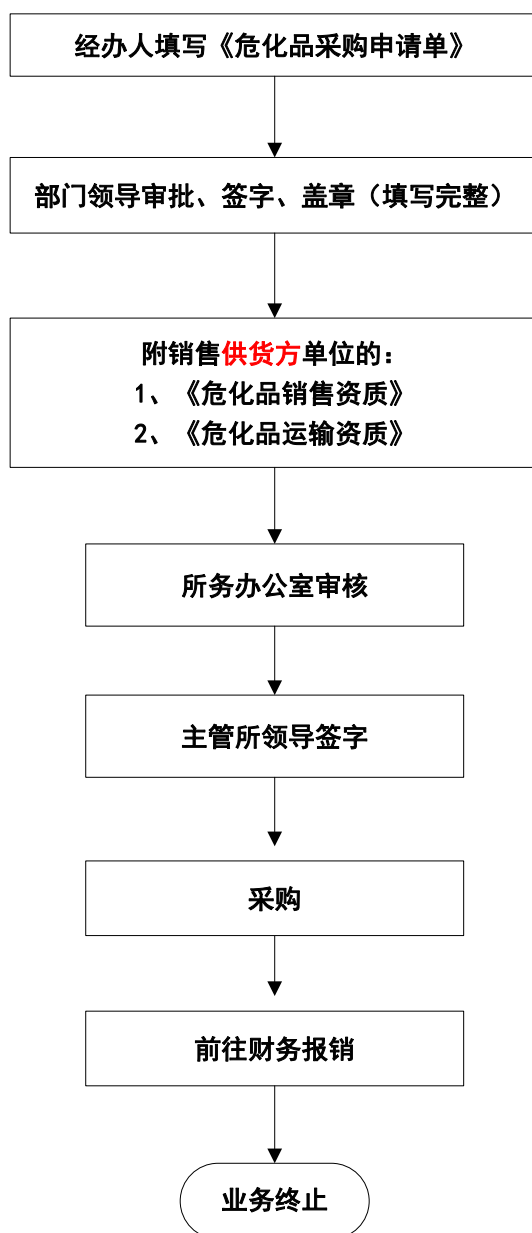 经办人填写《危化品采购申请单》
部门领导审批、签字、盖章（填写完整）
附销售供货方单位的：
1、《危化品销售资质》
2、《危化品运输资质》
所务办公室审核
主管所领导签字
采购
前往财务报销
业务终止